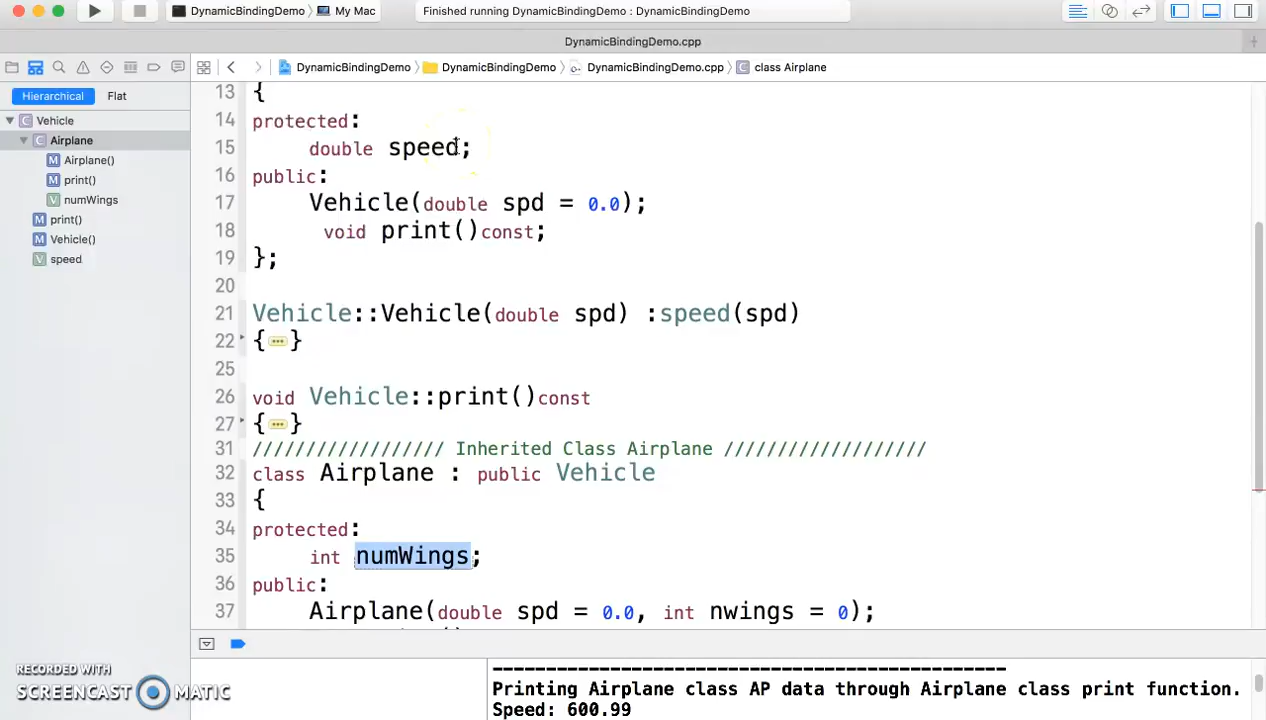 DynamicBindingDemo My Mac Finished running DynamicBindingDemo : DynamicBindingDemo
DynamicBindingDemo.cpp
DynamicBindingDemo DynamicBindingDemo DynamicBindingDemo.cpp class Airplane
Hierarchical Flat
Vehicle
Airplane
Airplane()
print()
numWings
print()
Vehicle()
speed
13 {
14 protected:
15 double speed;
16 public:
17 Vehicle(double spd = 0.0);
18 void print()const;
19 };
20
21 Vehicle::Vehicle(double spd) :speed(spd)
22 {•••}
25
26 void Vehicle::print()const
27 {•••}
31 ////////////////// Inherited Class Airplane ///////////////////
32 class Airplane : public Vehicle
33 {
34 protected:
35 int numWings;
36 public:
37 Airplane(double spd = 0.0, int nwings = 0);
------------------------------------------------
Printing Airplane class AP data through Airplane class print function.
Speed: 600.99
RECORDED WITH
SCREENCAST MATIC